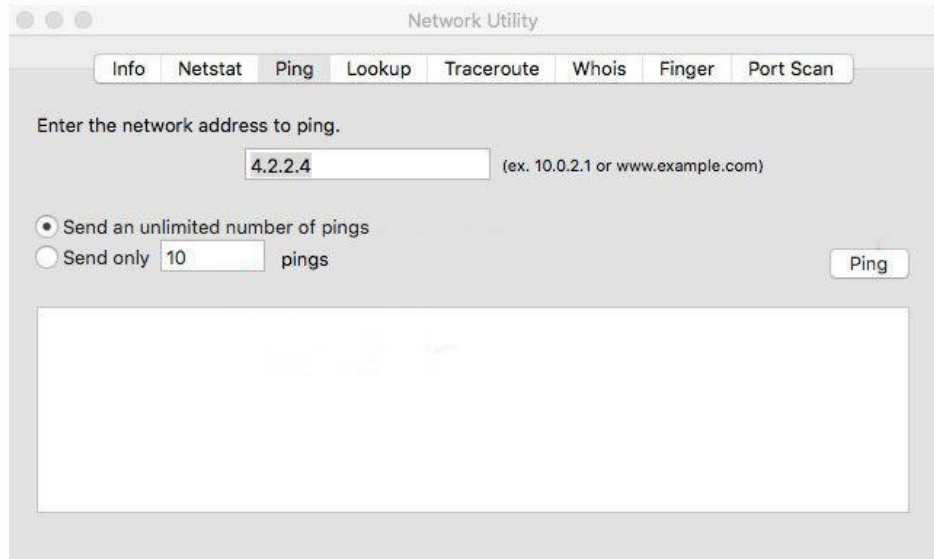 Network Utility
Info Netstat Ping Lookup Traceroute Whois Finger Port Scan
Enter the network address to ping.
4.2.2.4 (ex. 10.0.2.1 or www.example.com)
Send an unlimited number of pings
Send only 10 pings
Ping